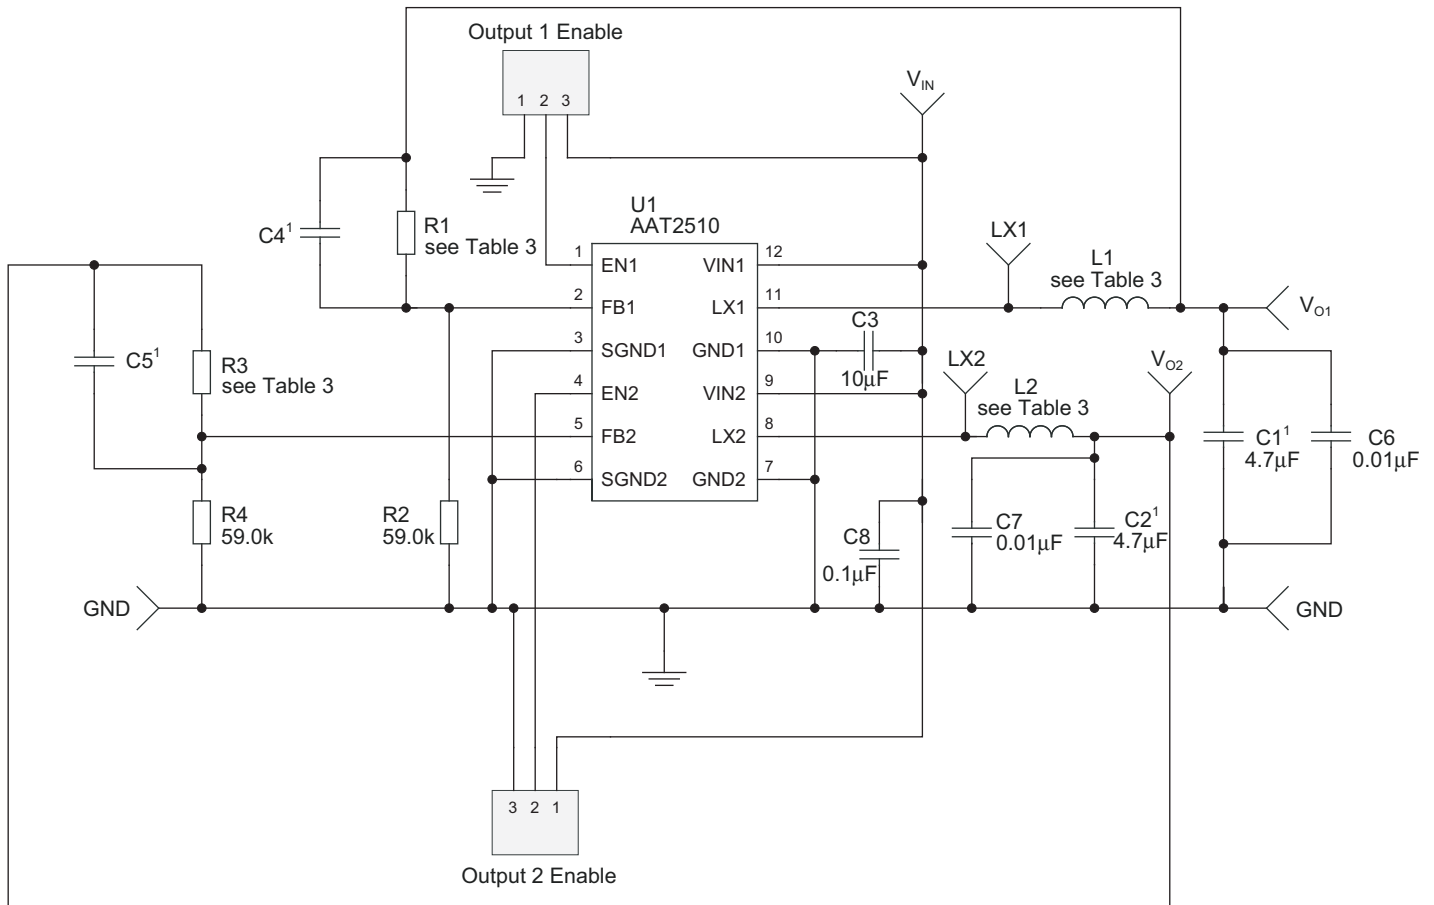 Output 1 Enable
1 2 3
V_IN
U1
AAT2510
C4¹
R1
see Table 3
LX1
L1
see Table 3
V_O1
1 EN1 VIN1 12
2 FB1 LX1 11
3 SGND1 GND1 10
4 EN2 VIN2 9
5 FB2 LX2 8
6 SGND2 GND2 7
C3
10µF
C5¹
R3
see Table 3
LX2
L2
see Table 3
V_O2
C1¹
4.7µF
C6
0.01µF
R4
59.0k
R2
59.0k
C8
0.1µF
C7
0.01µF
C2¹
4.7µF
GND
GND
3 2 1
Output 2 Enable